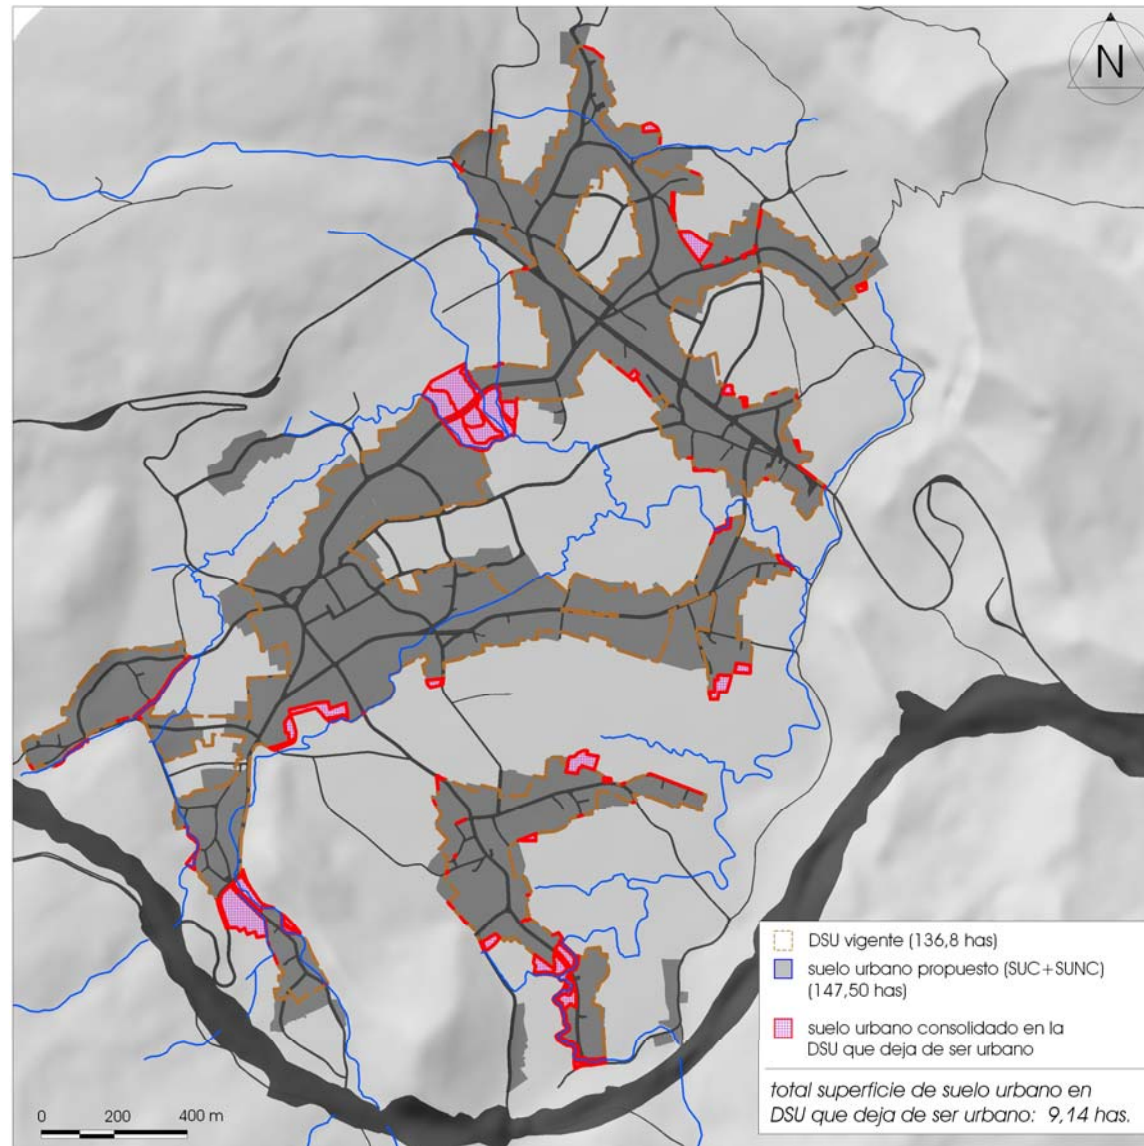 N
DSU vigente (136,8 has)
suelo urbano propuesto (SUC+SUNC)
(147,50 has)
suelo urbano consolidado en la
DSU que deja de ser urbano
total superficie de suelo urbano en
DSU que deja de ser urbano: 9,14 has.
0 200 400 m